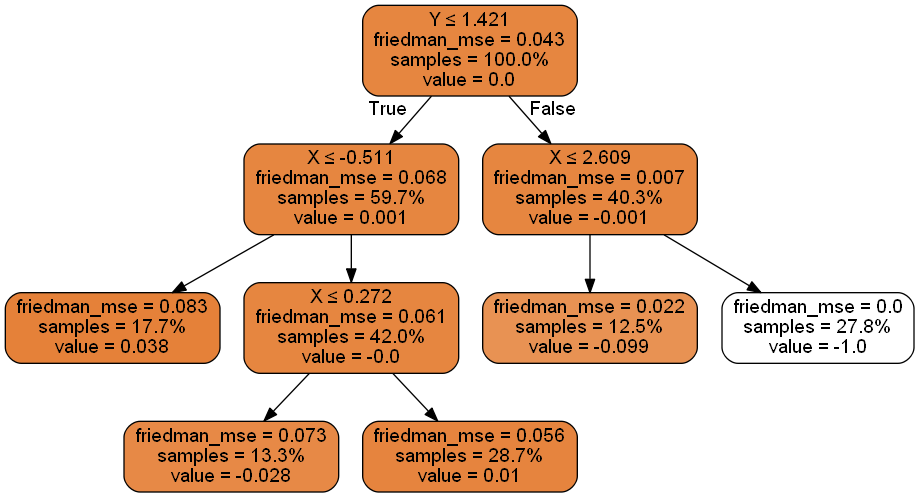 Y ≤ 1.421
friedman_mse = 0.043
samples = 100.0%
value = 0.0
True
False
X ≤ -0.511
friedman_mse = 0.068
samples = 59.7%
value = 0.001
X ≤ 2.609
friedman_mse = 0.007
samples = 40.3%
value = -0.001
friedman_mse = 0.083
samples = 17.7%
value = 0.038
X ≤ 0.272
friedman_mse = 0.061
samples = 42.0%
value = -0.0
friedman_mse = 0.022
samples = 12.5%
value = -0.099
friedman_mse = 0.0
samples = 27.8%
value = -1.0
friedman_mse = 0.073
samples = 13.3%
value = -0.028
friedman_mse = 0.056
samples = 28.7%
value = 0.01